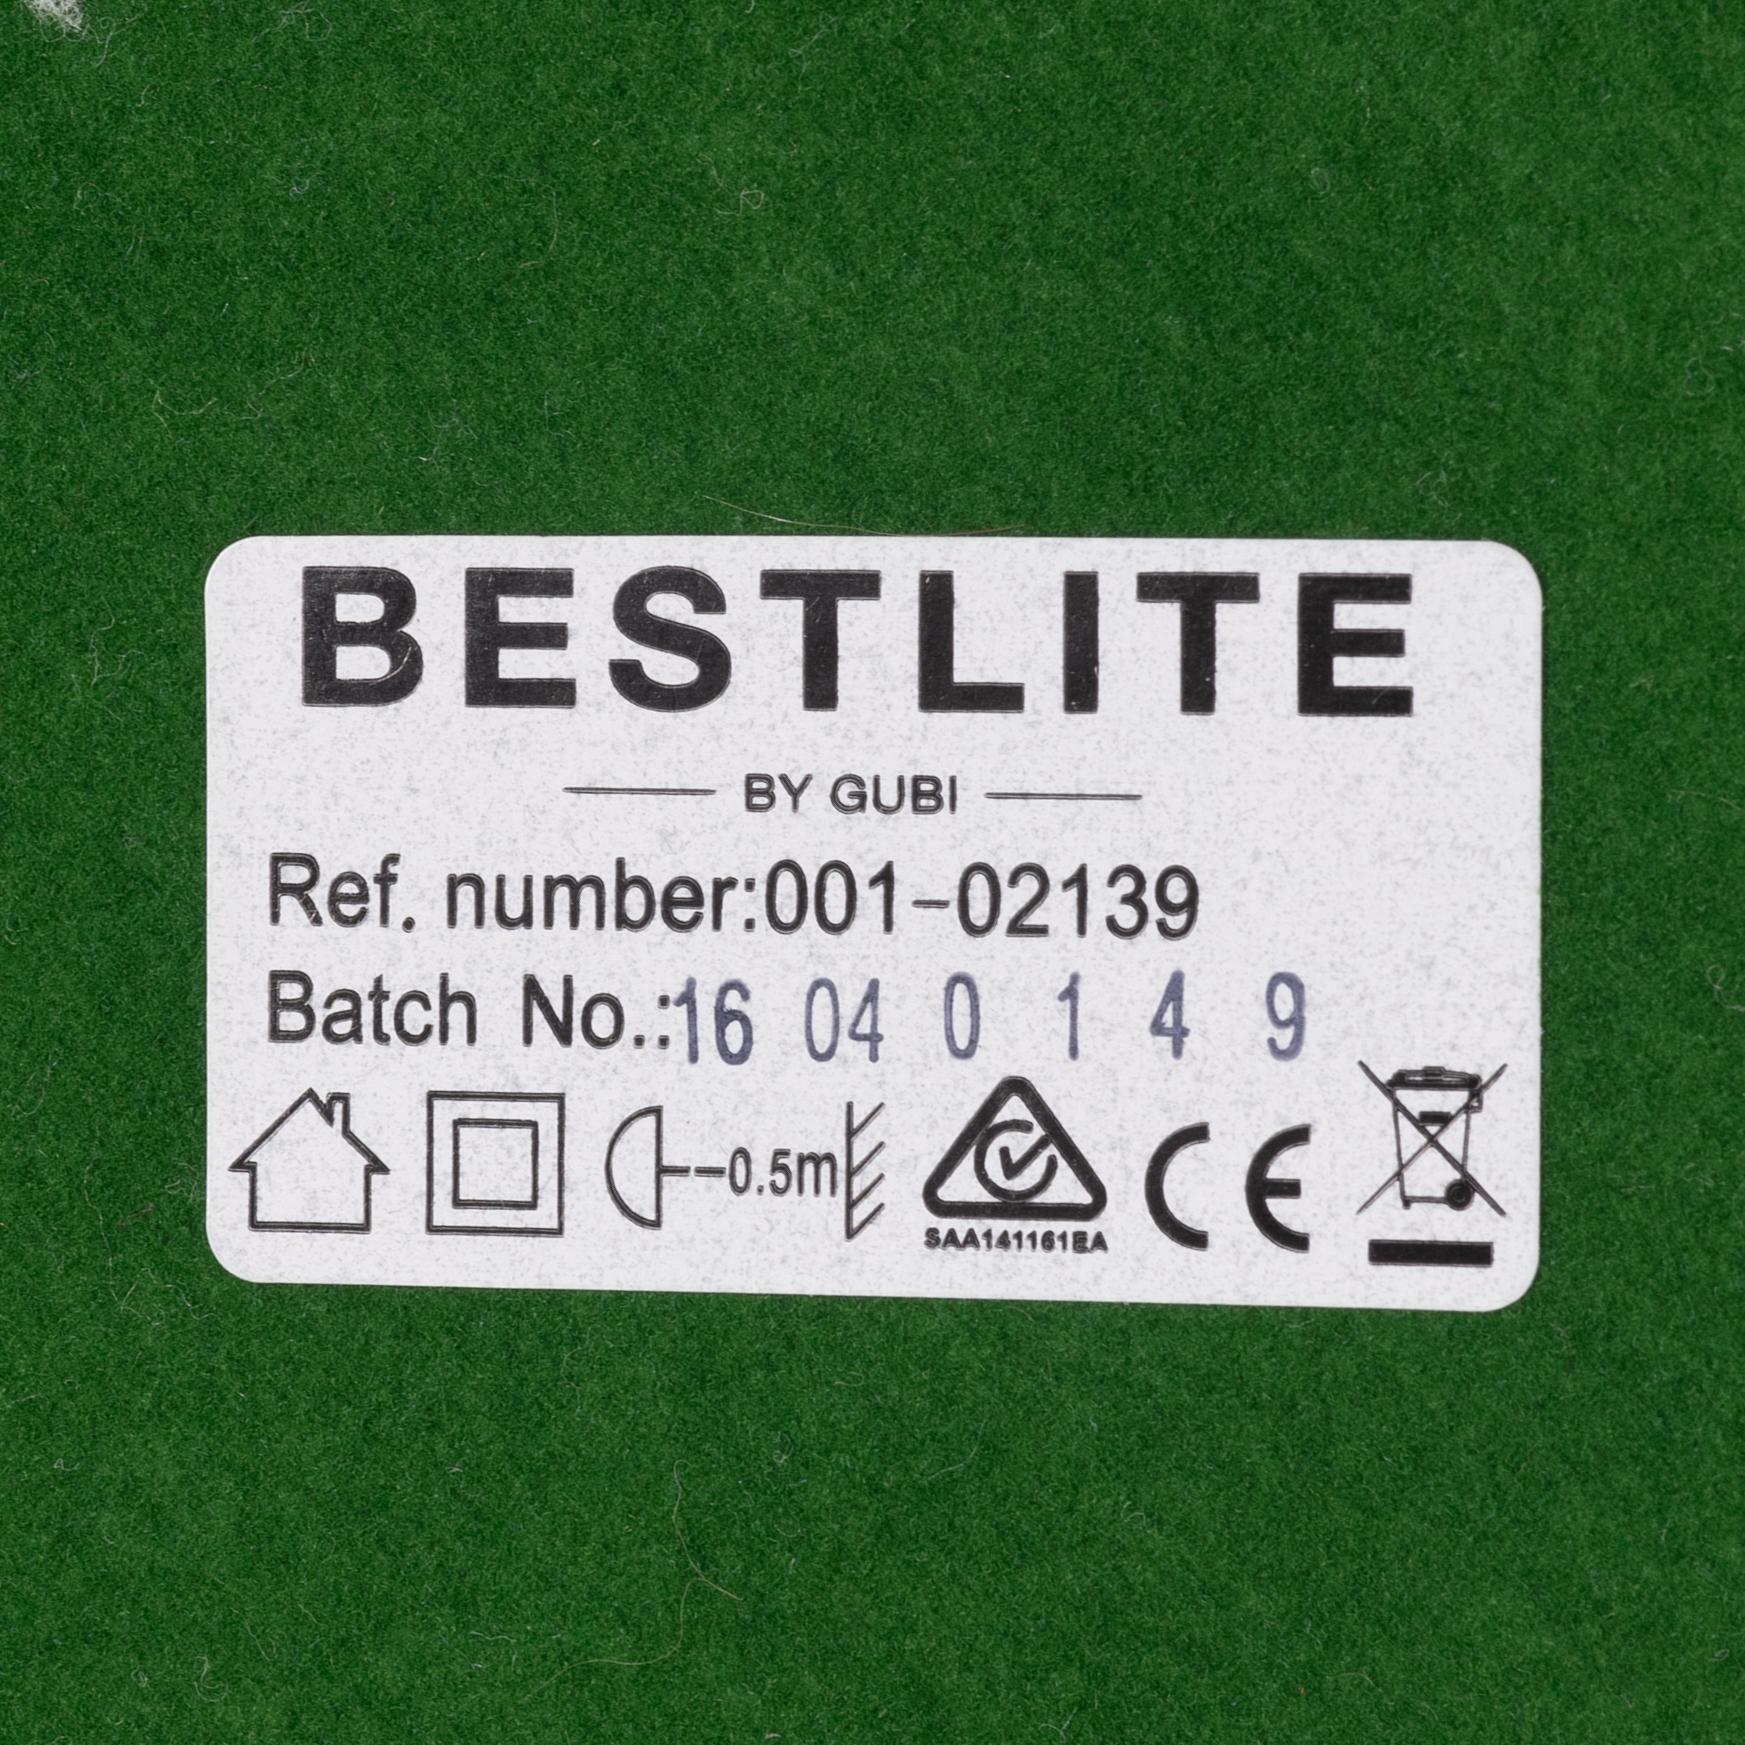 BESTLITE
BY GUBI
Ref. number:001-02139
Batch No.:16 04 0 1 4 9
0.5m
SAA141161EA
CE